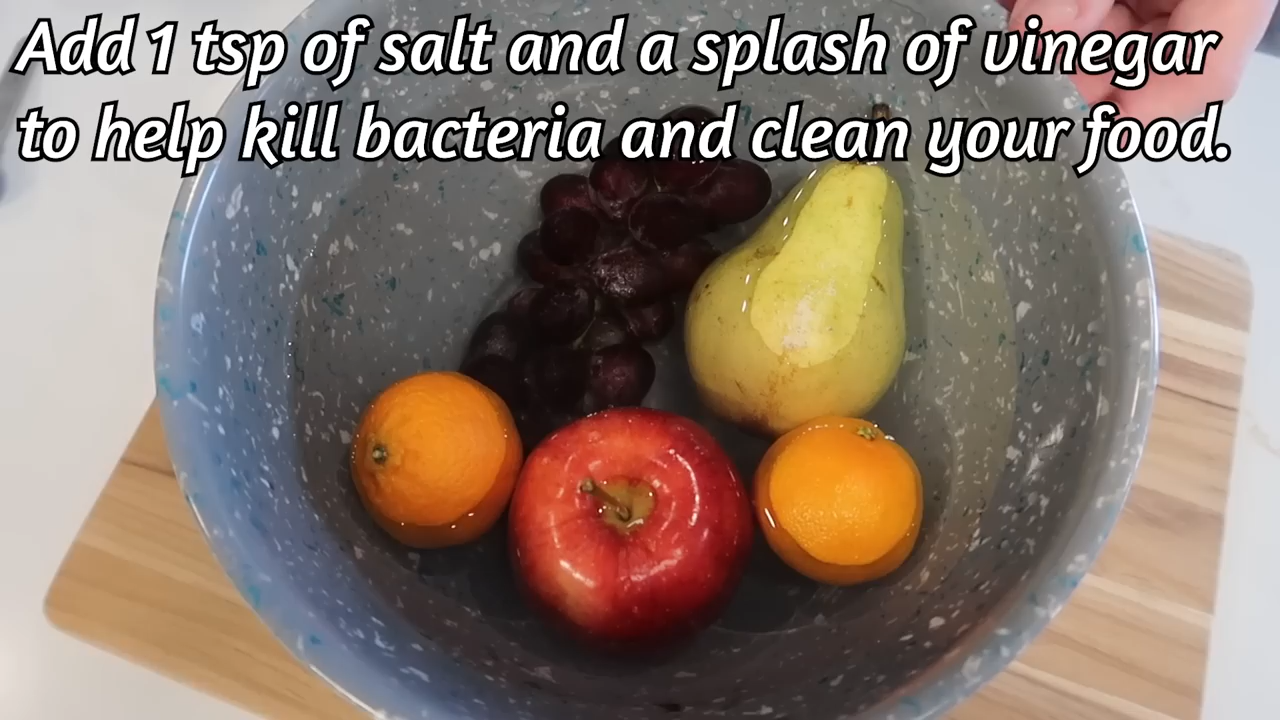 Add 1 tsp of salt and a splash of vinegar
to help kill bacteria and clean your food.